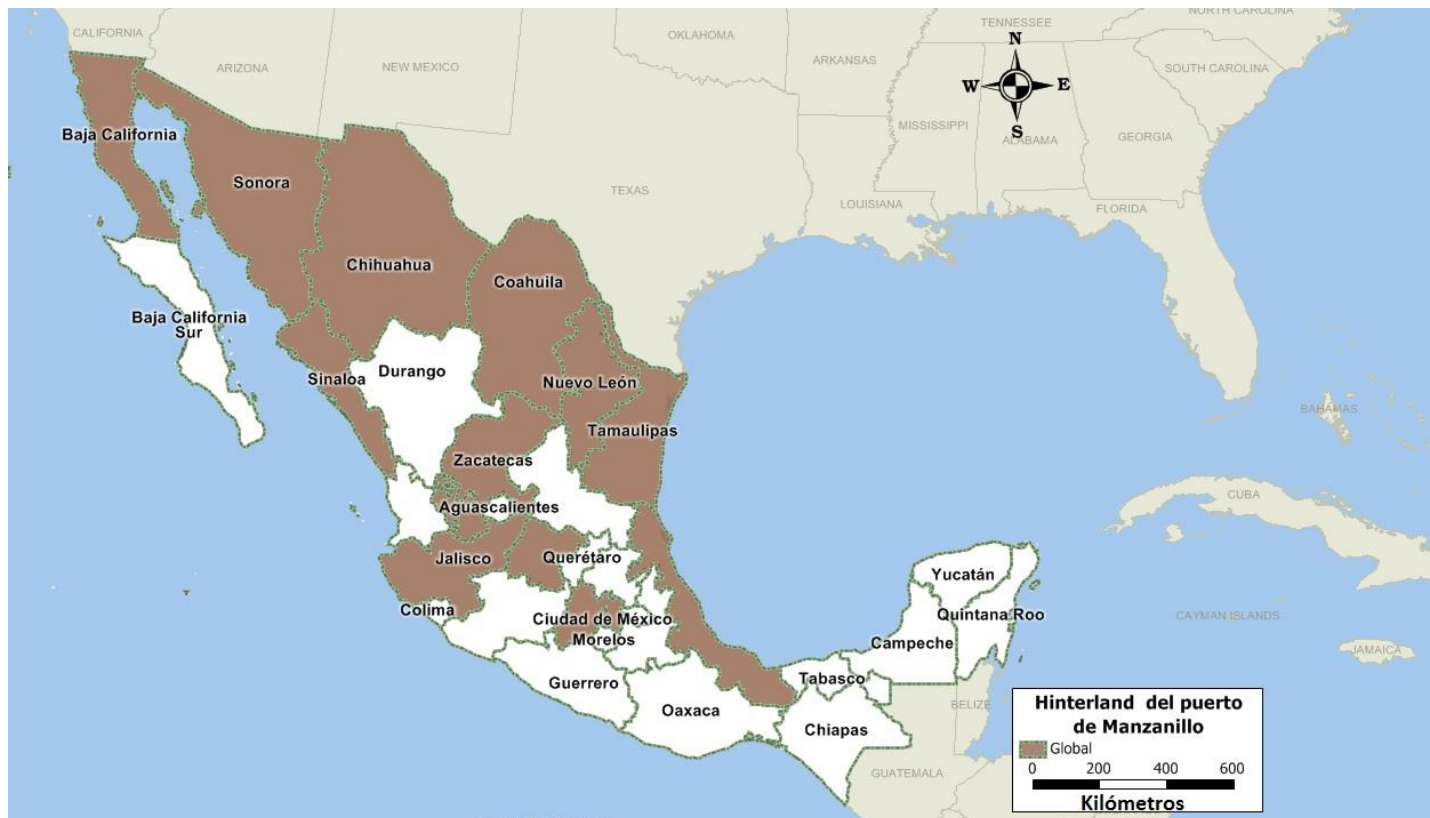 TENNESSEE
NORTH CAROLINA
CALIFORNIA
OKLAHOMA
ARKANSAS
N
ARIZONA
NEW MEXICO
SOUTH CAROLINA
W
E
MISSISSIPPI
S
ALABAMA
GEORGIA
Baja California
Sonora
TEXAS
LOUISIANA
FLORIDA
Chihuahua
Coahuila
Baja California
Sur
Durango
Sinaloa
Nuevo León
Tamaulipas
BAHAMAS
Zacatecas
CUBA
Aguascalientes
Jalisco
Querétaro
Yucatán
Colima
Ciudad de México
Quintana Roo
CAYMAN ISLANDS
Morelos
Campeche
JAMAICA
Guerrero
Tabasco
Oaxaca
BELIZE
Chiapas
GUATEMALA
Hinterland del puerto
de Manzanillo
Global
0 200 400 600
Kilómetros